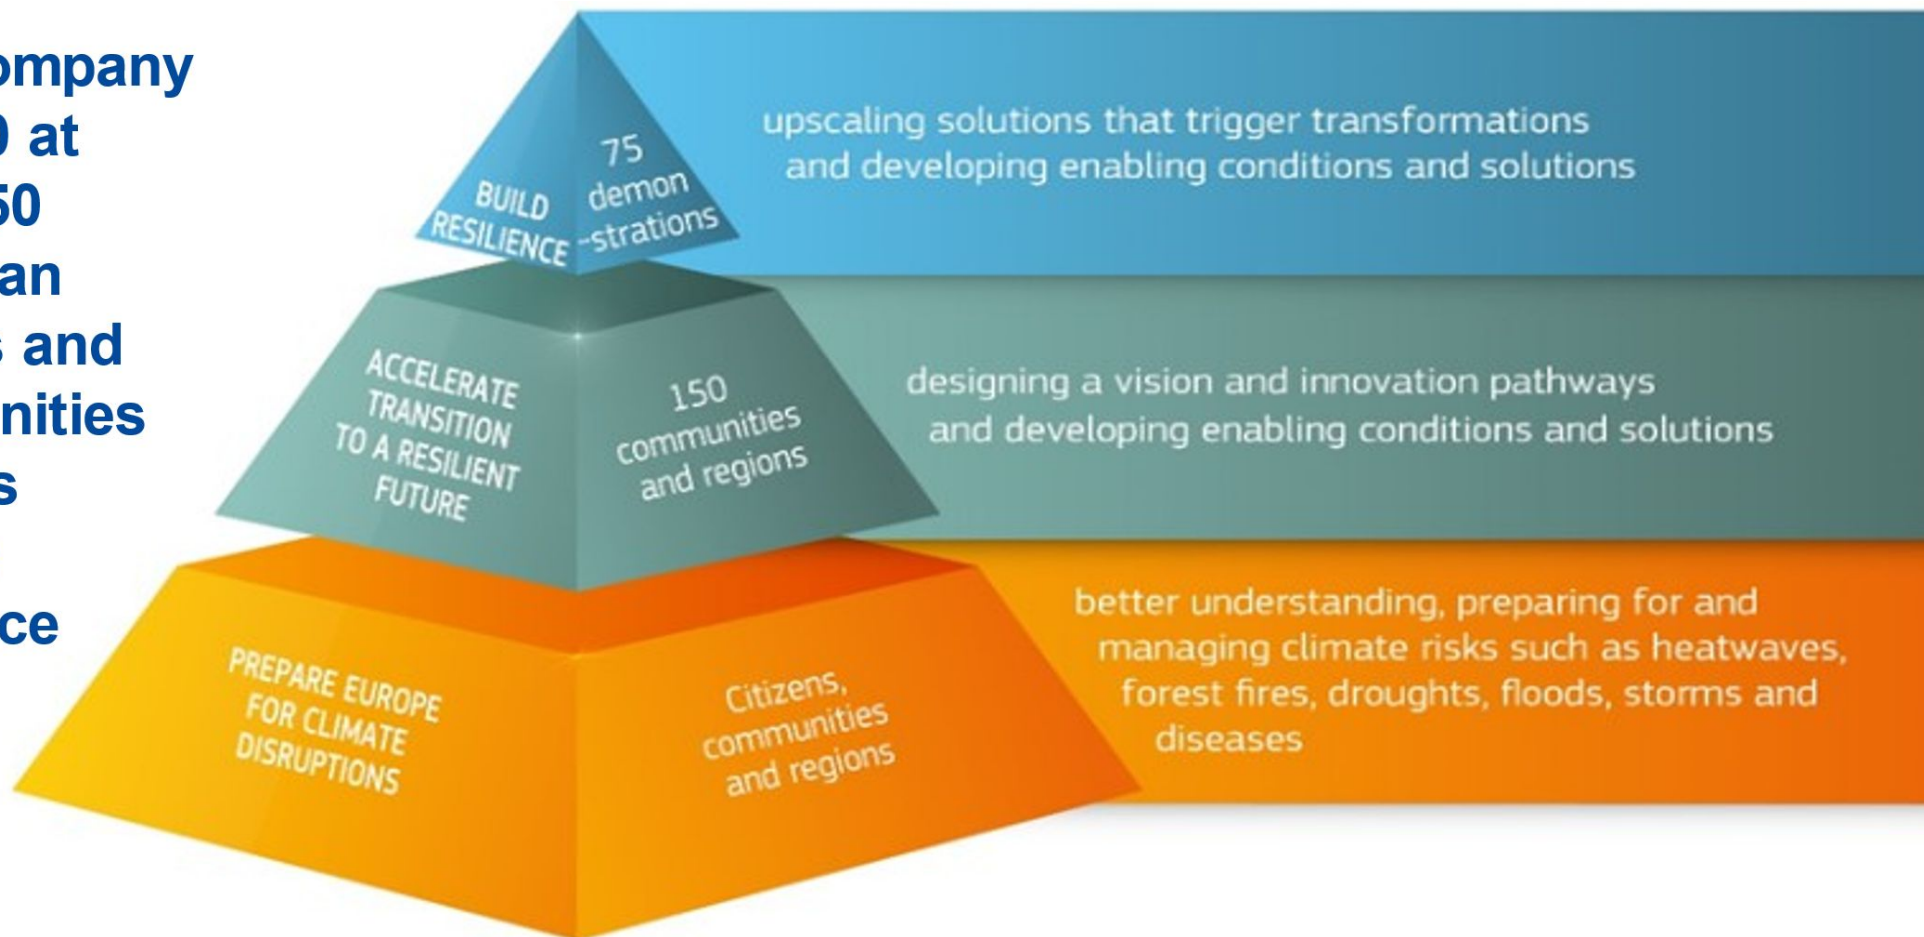 ompany
at
50
an
s and
nities
s
ce
BUILD
RESILIENCE
75
demon
-strations
upscaling solutions that trigger transformations
and developing enabling conditions and solutions
ACCELERATE
TRANSITION
TO A RESILIENT
FUTURE
150
communities
and regions
designing a vision and innovation pathways
and developing enabling conditions and solutions
PREPARE EUROPE
FOR CLIMATE
DISRUPTIONS
Citizens,
communities
and regions
better understanding, preparing for and
managing climate risks such as heatwaves,
forest fires, droughts, floods, storms and
diseases